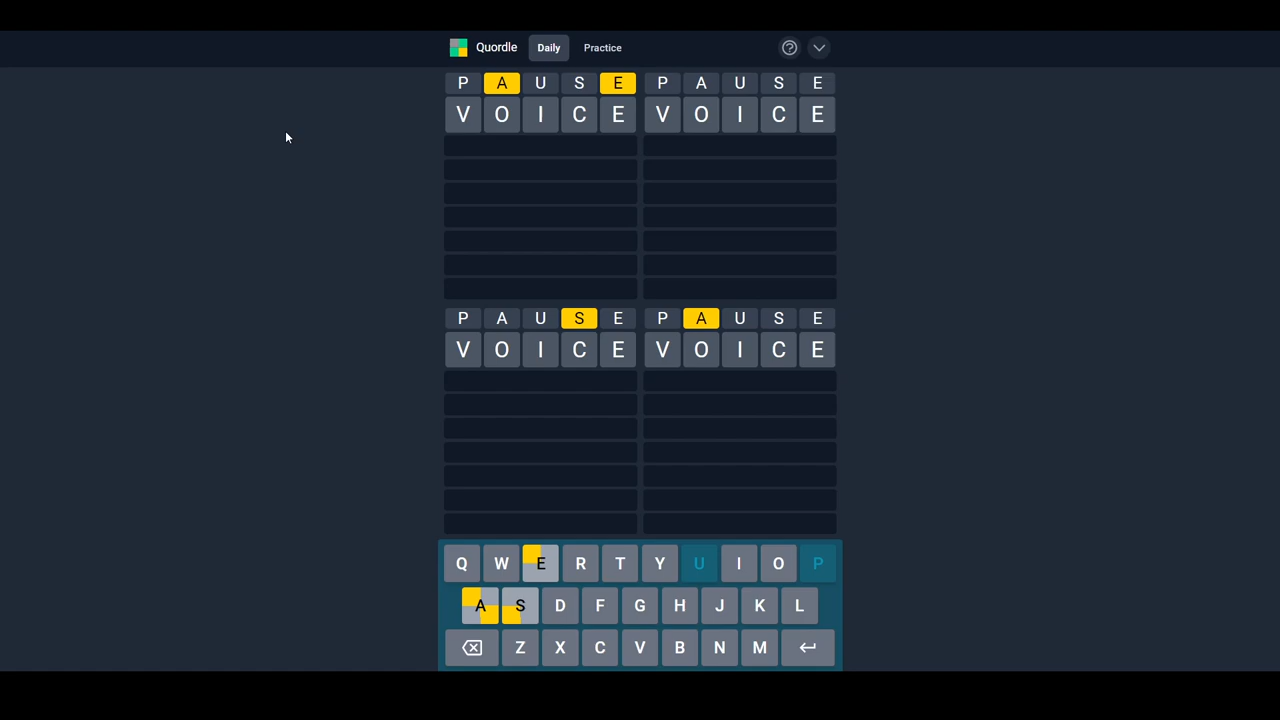 Quordle Daily Practice
P A U S E P A U S E
V O I C E V O I C E
P A U S E P A U S E
V O I C E V O I C E
Q W E R T Y U I O P
A S D F G H J K L
Z X C V B N M